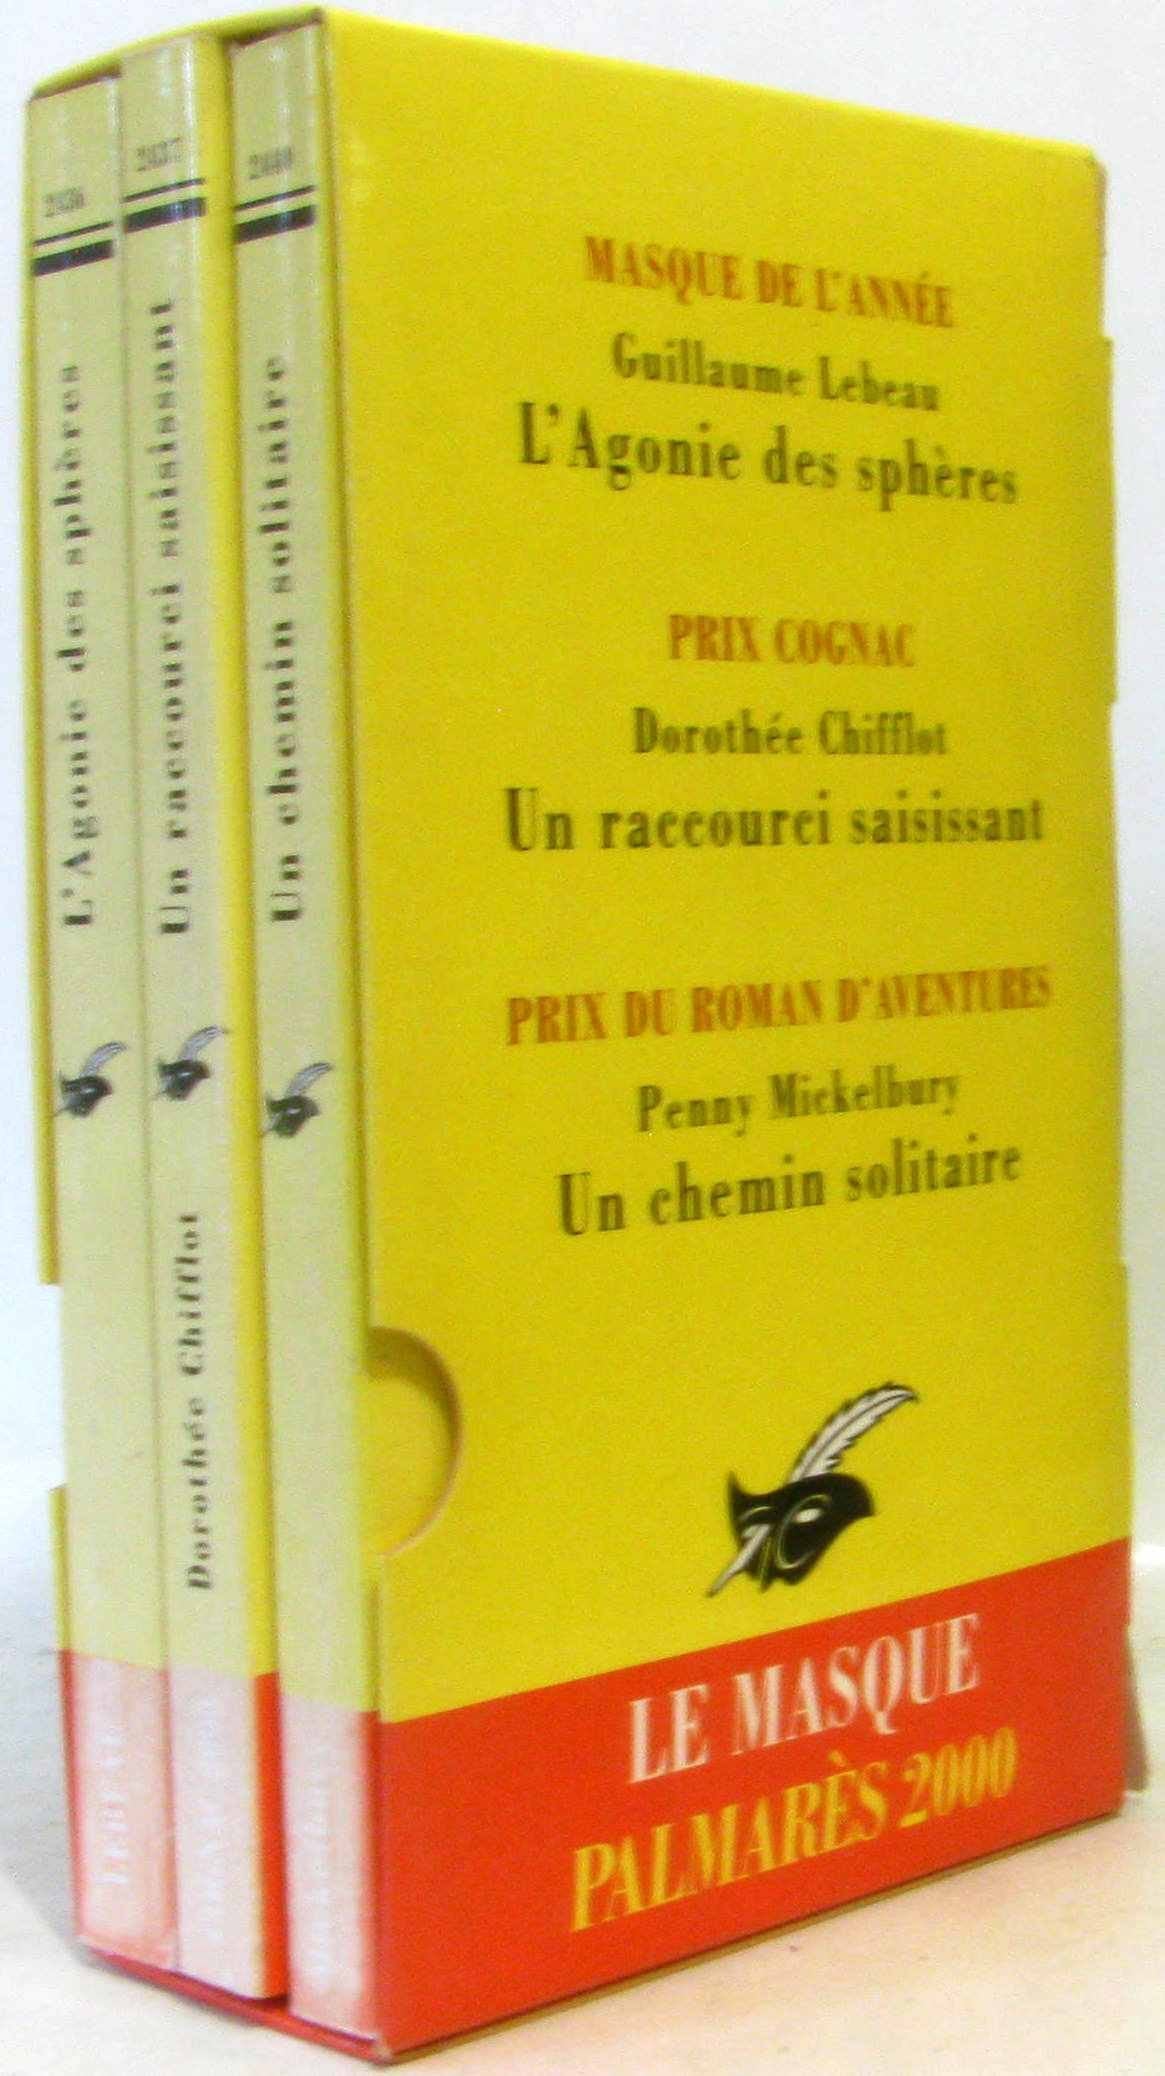 L'Agonie des sphères
2837
Un raccourci saisissant
Dorothée Chifflot
Un chemin solitaire
MASQUE DE L'ANNÉE
Guillaume Lebeau
L'Agonie des sphères
PRIX COGNAC
Dorothée Chifflot
Un raccourci saisissant
PRIX DU ROMAN D'AVENTURES
Penny Mickelbury
Un chemin solitaire
LE MASQUE
PALMARÈS 2000